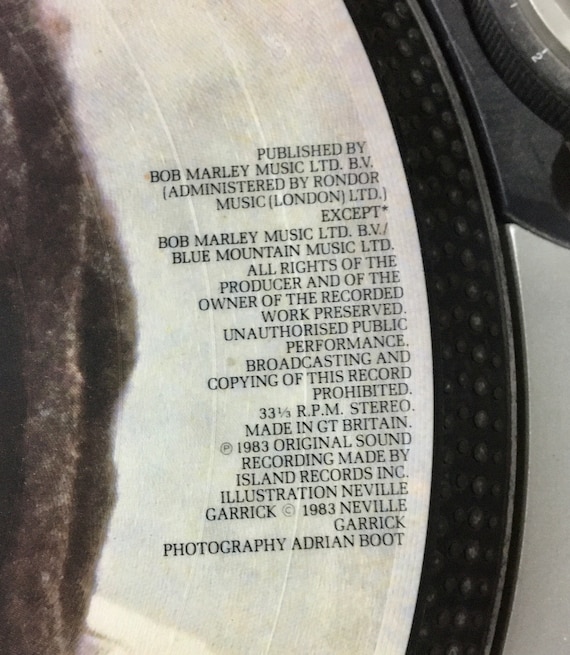 PUBLISHED BY
BOB MARLEY MUSIC LTD. B.V.
(ADMINISTERED BY RONDOR
MUSIC (LONDON) LTD.)
EXCEPT*
BOB MARLEY MUSIC LTD. B.V./
BLUE MOUNTAIN MUSIC LTD.
ALL RIGHTS OF THE
PRODUCER AND OF THE
OWNER OF THE RECORDED
WORK PRESERVED.
UNAUTHORISED PUBLIC
PERFORMANCE.
BROADCASTING AND
COPYING OF THIS RECORD
PROHIBITED.
33⅓ R.P.M. STEREO.
MADE IN GT BRITAIN.
℗ 1983 ORIGINAL SOUND
RECORDING MADE BY
ISLAND RECORDS INC.
ILLUSTRATION NEVILLE
GARRICK © 1983 NEVILLE
GARRICK
PHOTOGRAPHY ADRIAN BOOT